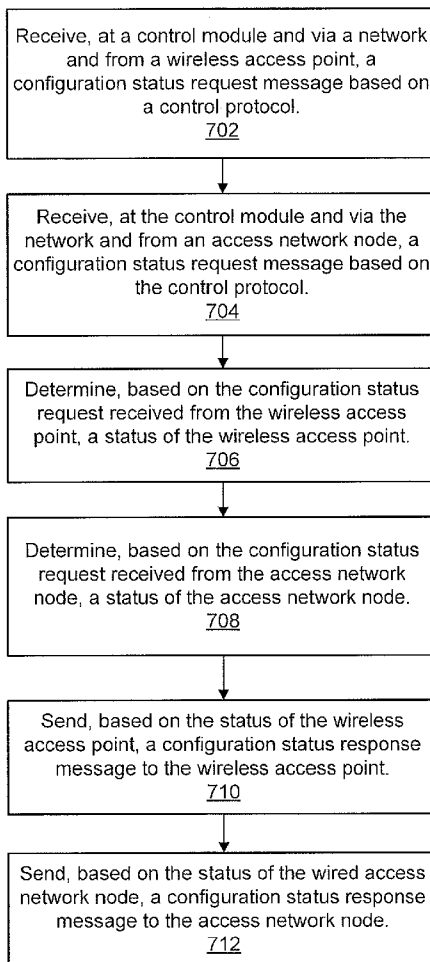 Receive, at a control module and via a network
and from a wireless access point, a
configuration status request message based on
a control protocol.
702
Receive, at the control module and via the
network and from an access network node, a
configuration status request message based on
the control protocol.
704
Determine, based on the configuration status
request received from the wireless access
point, a status of the wireless access point.
706
Determine, based on the configuration status
request received from the access network
node, a status of the access network node.
708
Send, based on the status of the wireless
access point, a configuration status response
message to the wireless access point.
710
Send, based on the status of the wired access
network node, a configuration status response
message to the access network node.
712